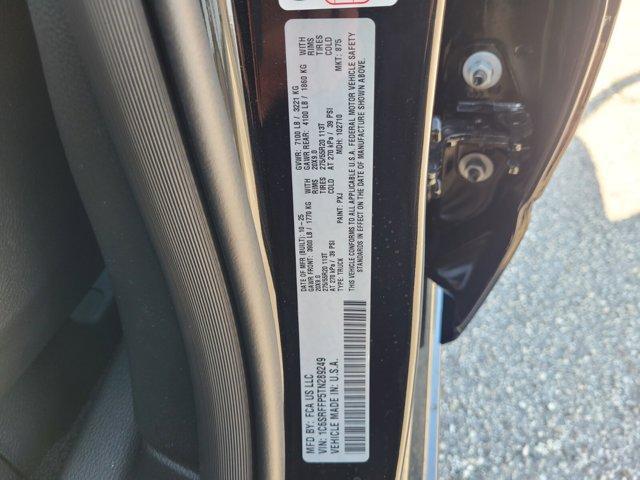 MFD BY: FCA US LLC
DATE OF MFR (BUILT): 10-25
GVWR: 7100 LB / 3221 KG
GAWR FRONT: 3900 LB / 1770 KG
WITH
20X9.0
RIMS
275/55R20 113T
TIRES
AT 270 kPa / 39 PSI
COLD
GAWR REAR: 4100 LB / 1860 KG
WITH
20X9.0
RIMS
275/55R20 113T
TIRES
AT 270 kPa / 39 PSI
COLD
VIN: 1C6SRFFP5TN289249
TYPE: TRUCK
PAINT: PXJ
MDH: 102710
MKT: 875
VEHICLE MADE IN: U.S.A.
THIS VEHICLE CONFORMS TO ALL APPLICABLE U.S.A. FEDERAL MOTOR VEHICLE SAFETY
STANDARDS IN EFFECT ON THE DATE OF MANUFACTURE SHOWN ABOVE.